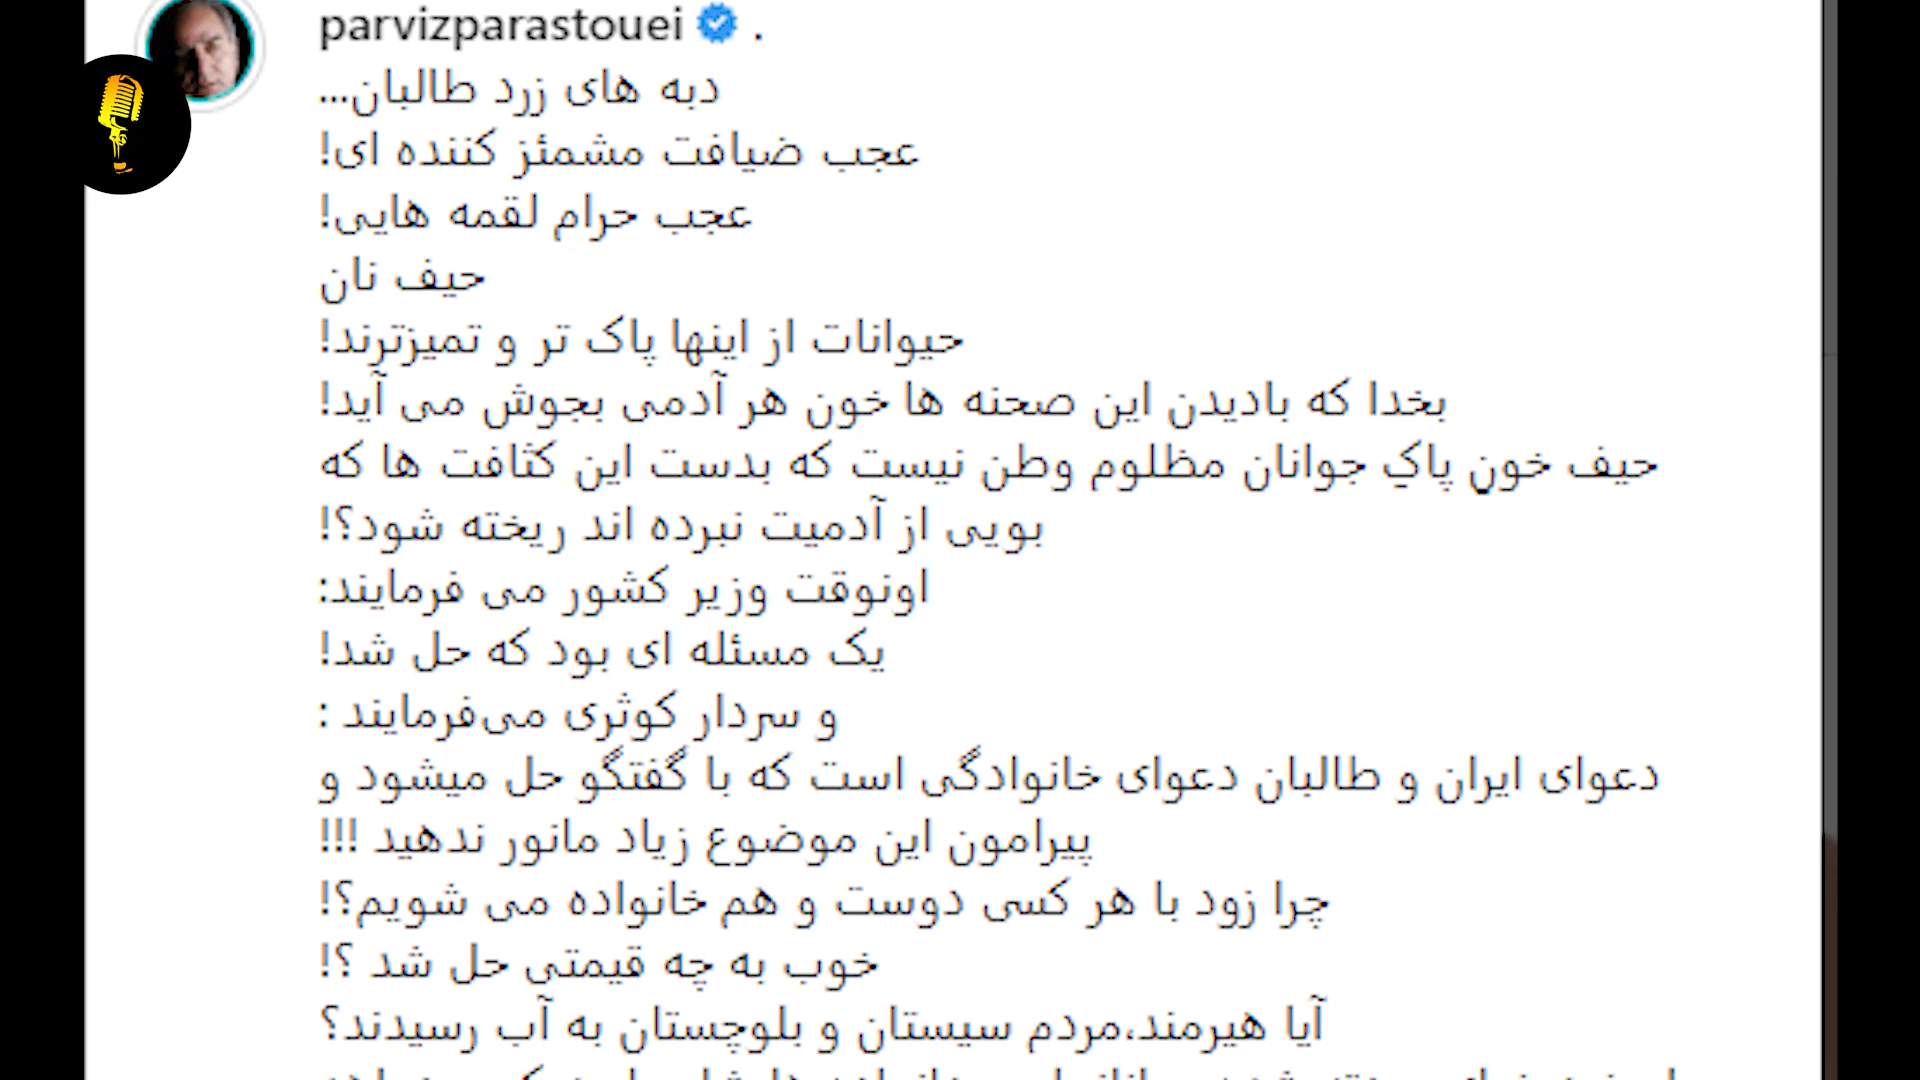 parvizparastouei .
دبه های زرد طالبان...
عجب ضیافت مشمئز کننده ای!
عجب حرام لقمه هایی!
حیف نان
حیوانات از اینها پاک تر و تمیزترند!
بخدا که بادیدن این صحنه ها خون هر آدمی بجوش می آید!
حیف خونِ پاکِ جوانان مظلوم وطن نیست که بدست این کثافت ها که
بویی از آدمیت نبرده اند ریخته شود؟!
اونوقت وزیر کشور می فرمایند:
یک مسئله ای بود که حل شد!
و سردار کوثری می‌فرمایند :
دعوای ایران و طالبان دعوای خانوادگی است که با گفتگو حل میشود و
پیرامون این موضوع زیاد مانور ندهید !!!
چرا زود با هر کسی دوست و هم خانواده می شویم؟!
خوب به چه قیمتی حل شد ؟!
آیا هیرمند،مردم سیستان و بلوچستان به آب رسیدند؟